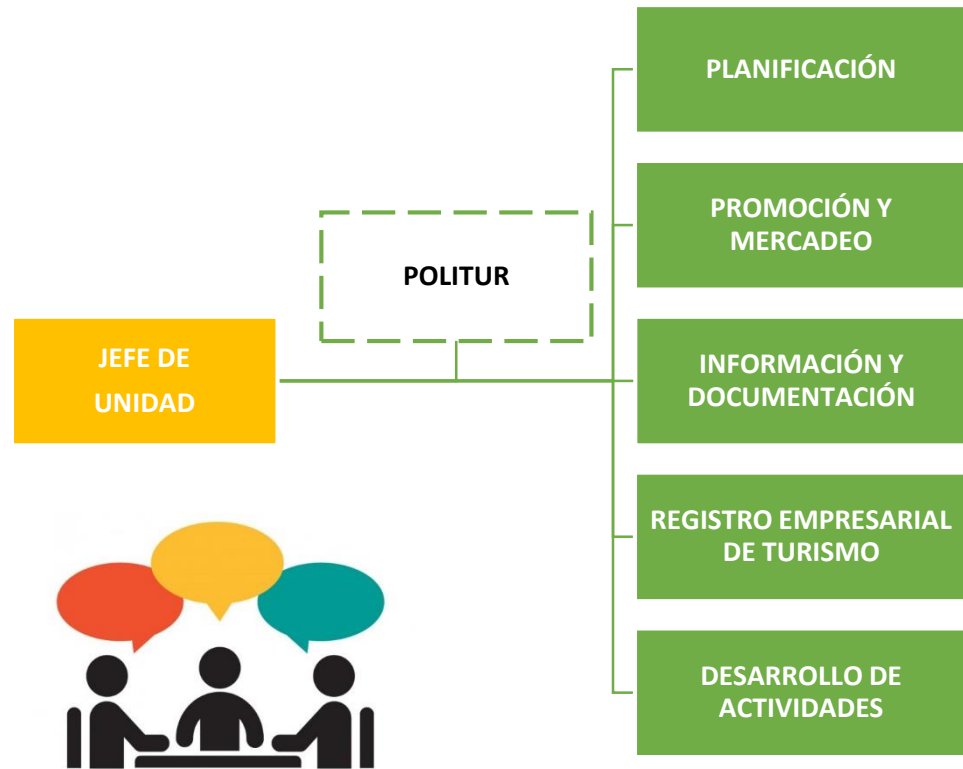 JEFE DE
UNIDAD
POLITUR
PLANIFICACIÓN
PROMOCIÓN Y
MERCADEO
INFORMACIÓN Y
DOCUMENTACIÓN
REGISTRO EMPRESARIAL
DE TURISMO
DESARROLLO DE
ACTIVIDADES